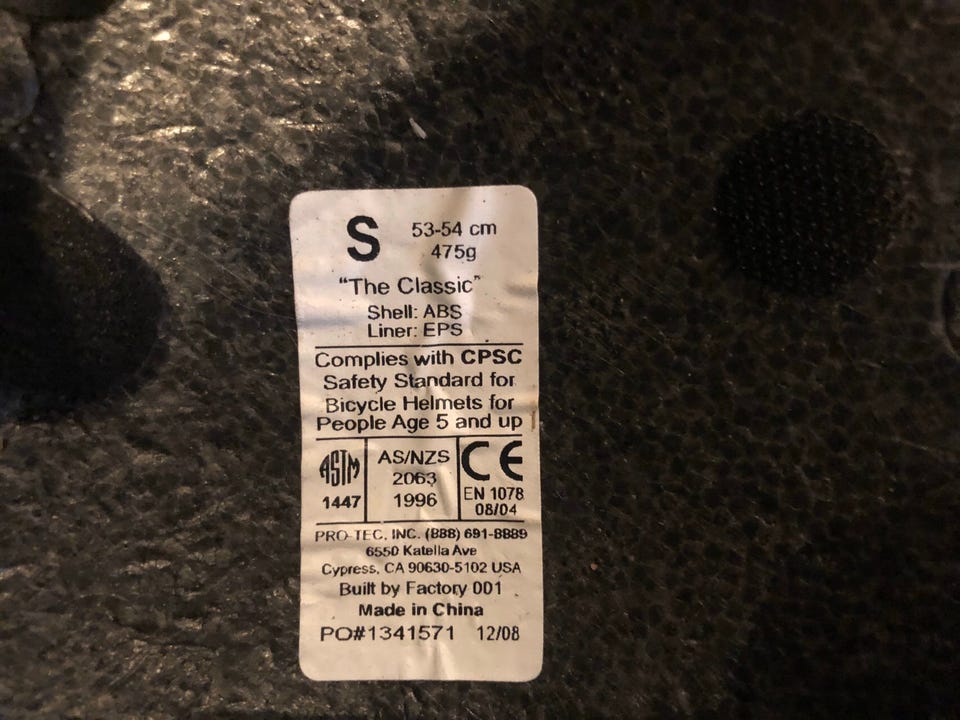 S 53-54 cm
475g
"The Classic"
Shell: ABS
Liner: EPS
Complies with CPSC
Safety Standard for
Bicycle Helmets for
People Age 5 and up
ASTM
1447
AS/NZS
2063
1996
CE
EN 1078
08/04
PRO-TEC, INC. (888) 691-8889
6550 Katella Ave
Cypress, CA 90630-5102 USA
Built by Factory 001
Made in China
PO#1341571 12/08